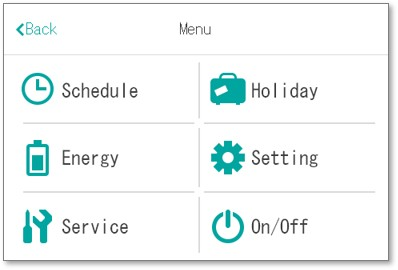 Back
Menu
Schedule
Holiday
Energy
Setting
Service
On/Off